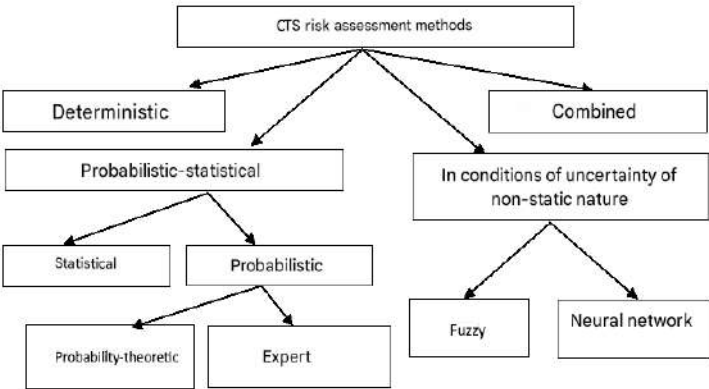 CTS risk assessment methods
Deterministic
Combined
Probabilistic-statistical
In conditions of uncertainty of
non-static nature
Statistical
Probabilistic
Fuzzy
Neural network
Probability-theoretic
Expert